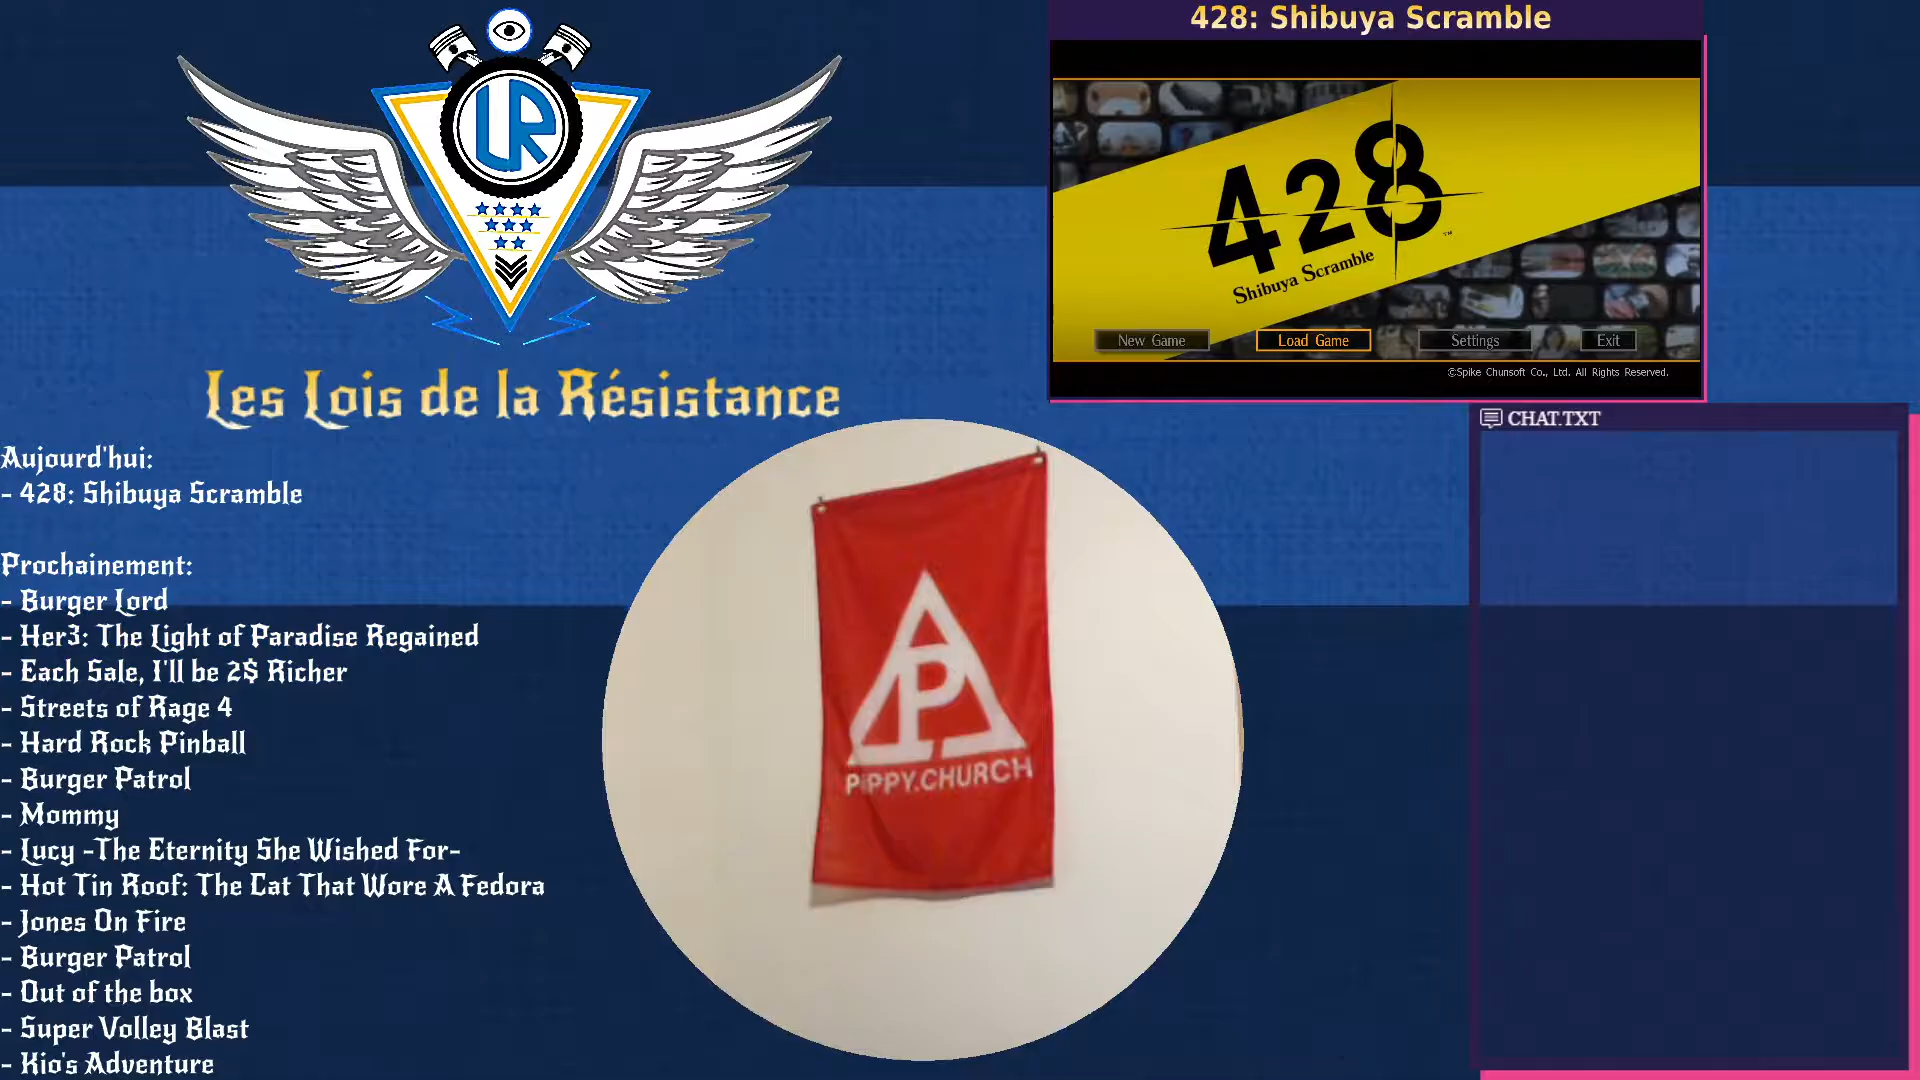 LR
Les Lois de la Résistance
Aujourd'hui:
- 428: Shibuya Scramble
Prochainement:
- Burger Lord
- Her3: The Light of Paradise Regained
- Each Sale, I'll be 2$ Richer
- Streets of Rage 4
- Hard Rock Pinball
- Burger Patrol
- Mommy
- Lucy -The Eternity She Wished For-
- Hot Tin Roof: The Cat That Wore A Fedora
- Jones On Fire
- Burger Patrol
- Out of the box
- Super Volley Blast
- Kio's Adventure
P
PIPPY.CHURCH
428: Shibuya Scramble
428
™
Shibuya Scramble
New Game
Load Game
Settings
Exit
©Spike Chunsoft Co., Ltd. All Rights Reserved.
CHAT.TXT